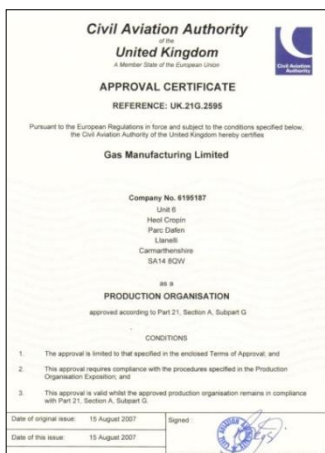 Civil Aviation Authority
of the
United Kingdom
A Member State of the European Union
Civil Aviation
Authority
APPROVAL CERTIFICATE
REFERENCE: UK.21G.2595
Pursuant to the European Regulations in force and subject to the conditions specified below,
the Civil Aviation Authority of the United Kingdom hereby certifies
Gas Manufacturing Limited
Company No. 6195187
Unit 6
Heol Cropin
Parc Dafen
Llanelli
Carmarthenshire
SA14 8QW
as a
PRODUCTION ORGANISATION
approved according to Part 21, Section A, Subpart G
CONDITIONS
1. The approval is limited to that specified in the enclosed Terms of Approval; and
2. This approval requires compliance with the procedures specified in the Production
Organisation Exposition; and
3. This approval is valid whilst the approved production organisation remains in compliance
with Part 21, Section A, Subpart G.
Date of original issue: 15 August 2007
Signed :
Date of this issue: 15 August 2007